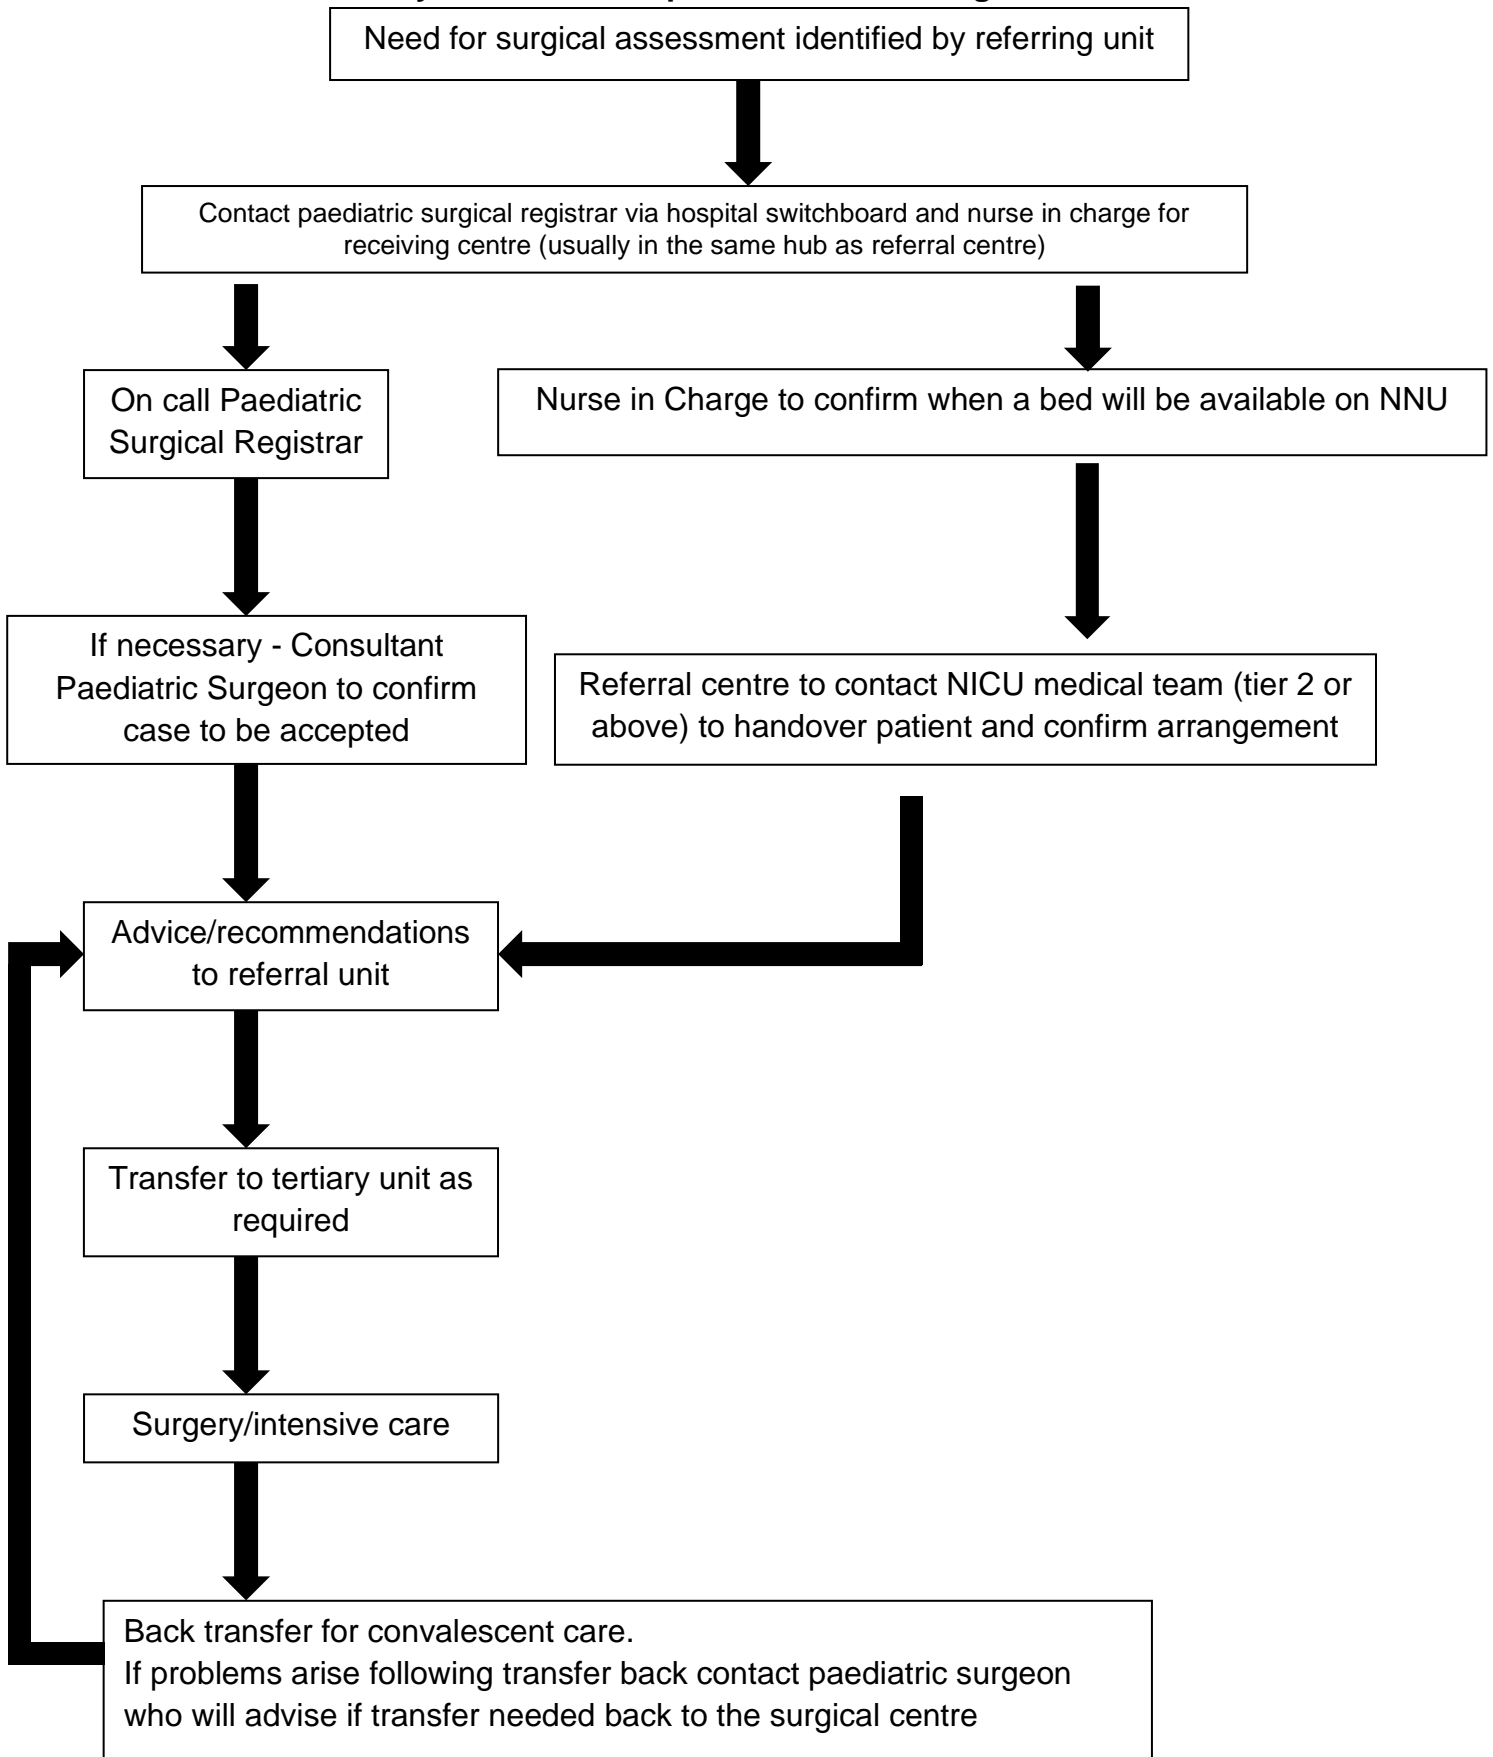 Need for surgical assessment identified by referring unit
Contact paediatric surgical registrar via hospital switchboard and nurse in charge for
receiving centre (usually in the same hub as referral centre)
On call Paediatric
Surgical Registrar
Nurse in Charge to confirm when a bed will be available on NNU
If necessary - Consultant
Paediatric Surgeon to confirm
case to be accepted
Referral centre to contact NICU medical team (tier 2 or
above) to handover patient and confirm arrangement
Advice/recommendations
to referral unit
Transfer to tertiary unit as
required
Surgery/intensive care
Back transfer for convalescent care.
If problems arise following transfer back contact paediatric surgeon
who will advise if transfer needed back to the surgical centre